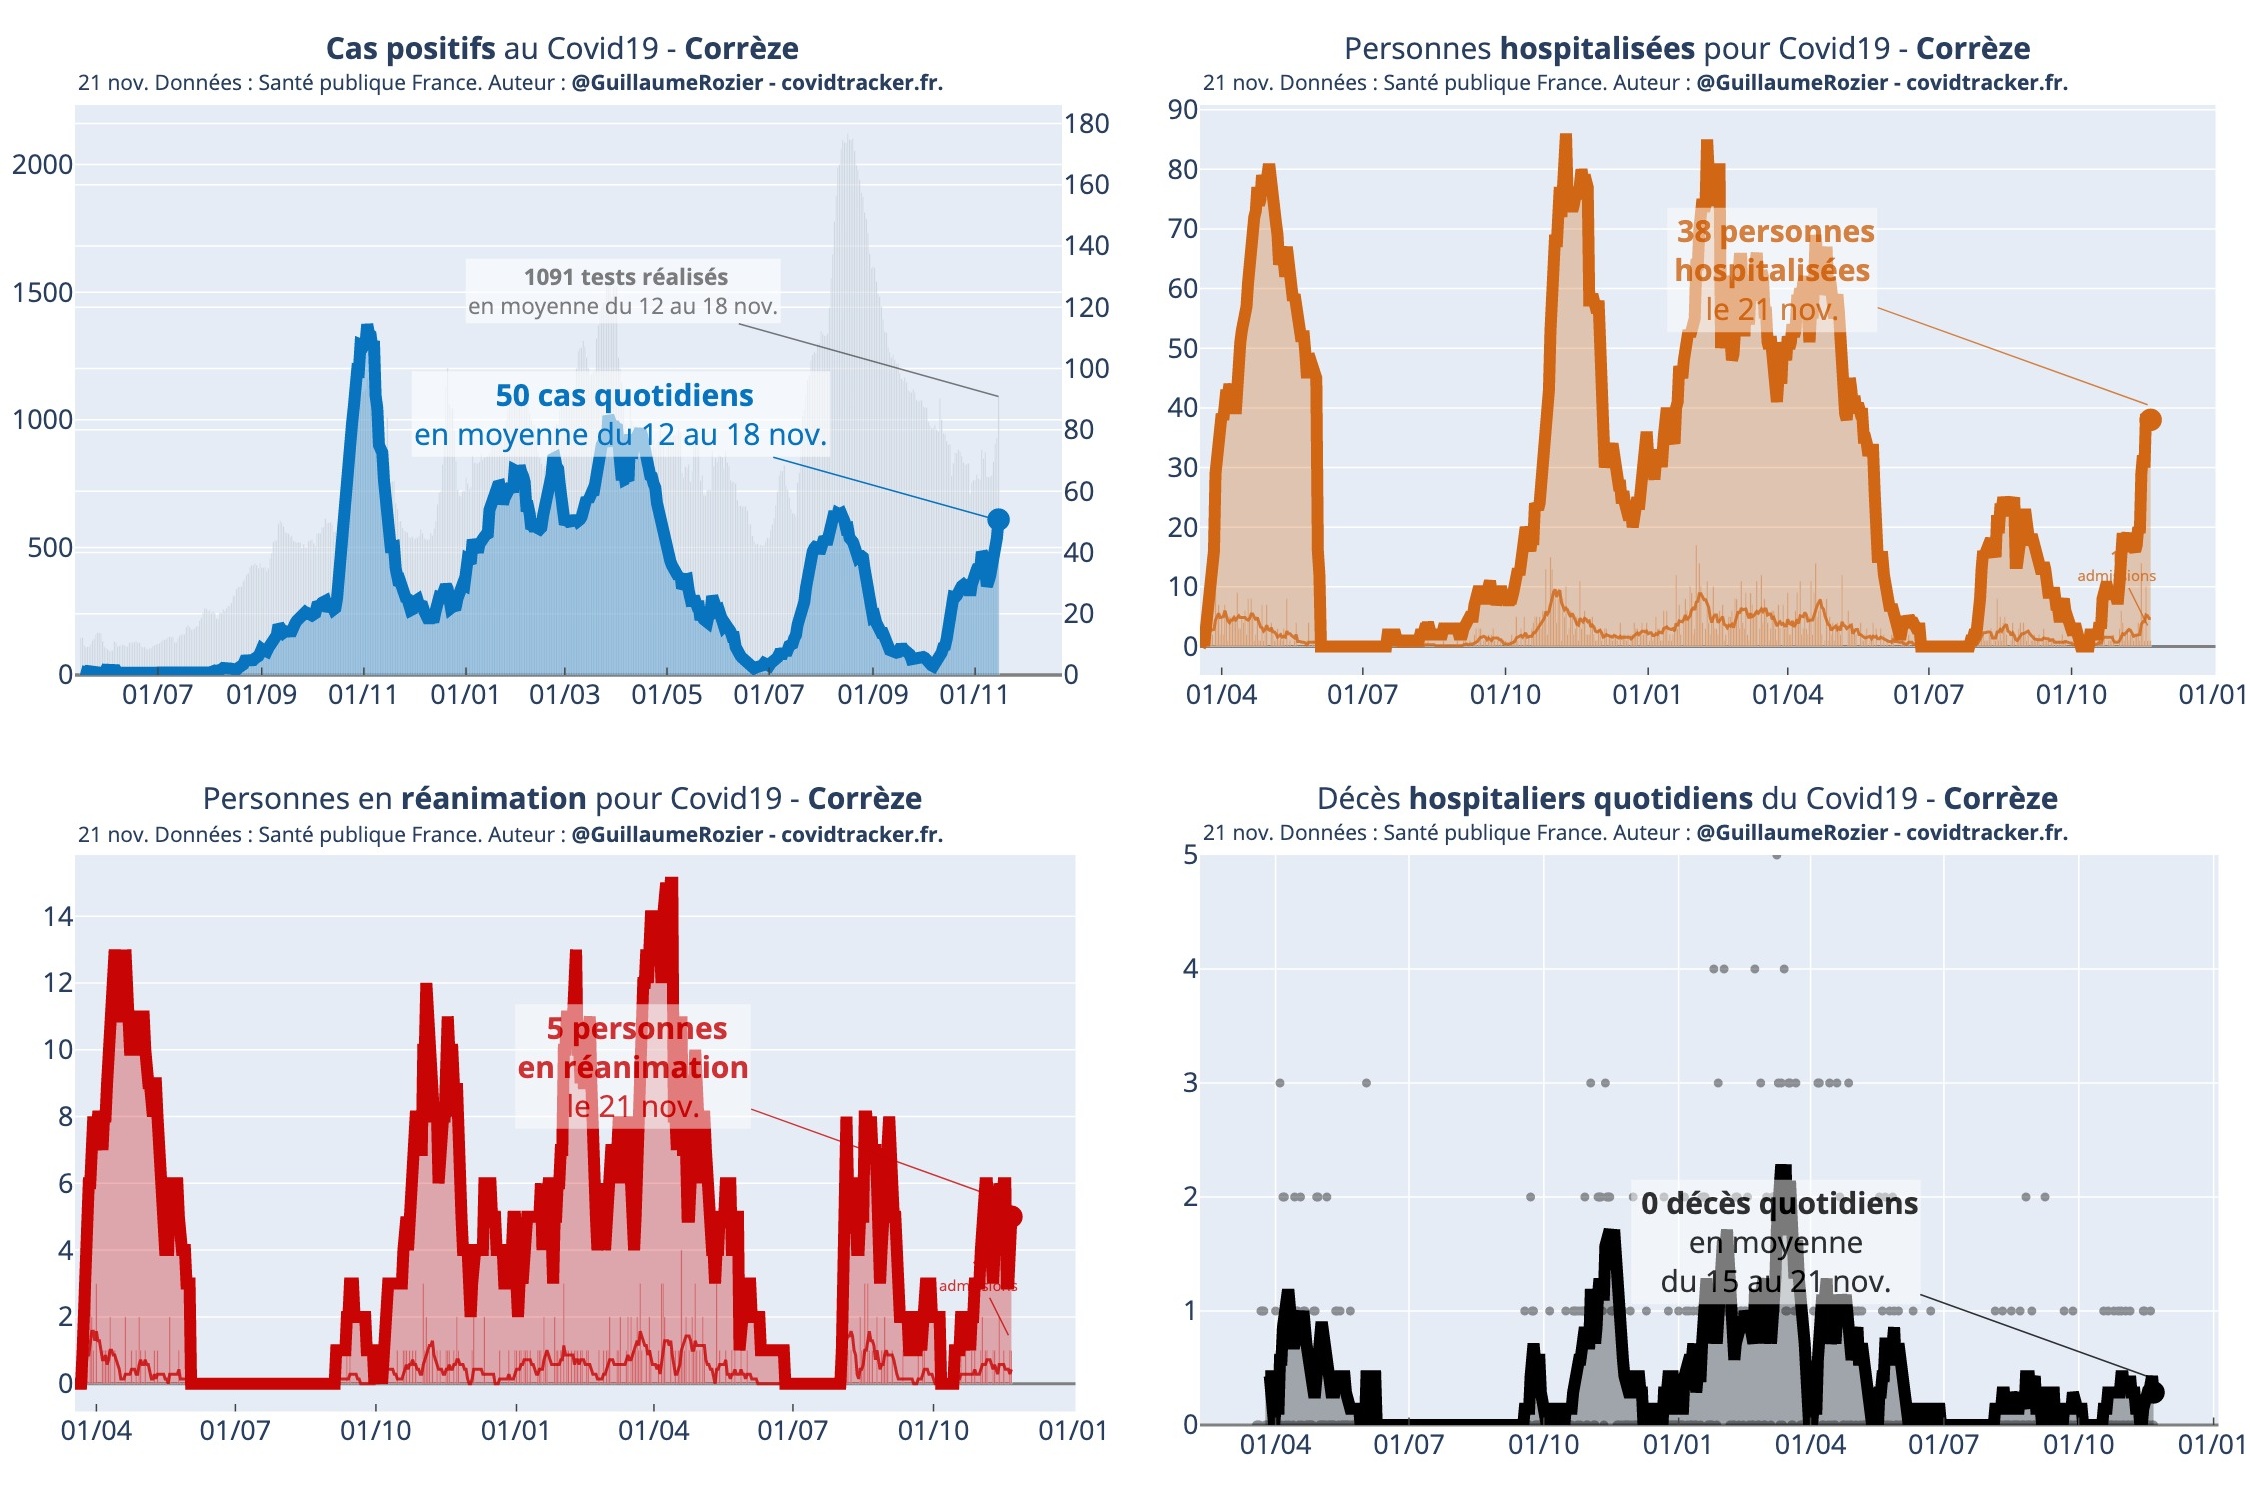 Cas positifs au Covid19 - Corrèze
21 nov. Données : Santé publique France. Auteur : @GuillaumeRozier - covidtracker.fr.
2000
1500
1000
500
0
180
160
140
120
100
80
60
40
20
0
1091 tests réalisés
en moyenne du 12 au 18 nov.
50 cas quotidiens
en moyenne du 12 au 18 nov.
01/07 01/09 01/11 01/01 01/03 01/05 01/07 01/09 01/11
Personnes hospitalisées pour Covid19 - Corrèze
21 nov. Données : Santé publique France. Auteur : @GuillaumeRozier - covidtracker.fr.
90
80
70
60
50
40
30
20
10
0
38 personnes
hospitalisées
le 21 nov.
admissions
01/04 01/07 01/10 01/01 01/04 01/07 01/10 01/01
Personnes en réanimation pour Covid19 - Corrèze
21 nov. Données : Santé publique France. Auteur : @GuillaumeRozier - covidtracker.fr.
14
12
10
8
6
4
2
0
5 personnes
en réanimation
le 21 nov.
admissions
01/04 01/07 01/10 01/01 01/04 01/07 01/10 01/01
Décès hospitaliers quotidiens du Covid19 - Corrèze
21 nov. Données : Santé publique France. Auteur : @GuillaumeRozier - covidtracker.fr.
5
4
3
2
1
0
0 décès quotidiens
en moyenne
du 15 au 21 nov.
01/04 01/07 01/10 01/01 01/04 01/07 01/10 01/01